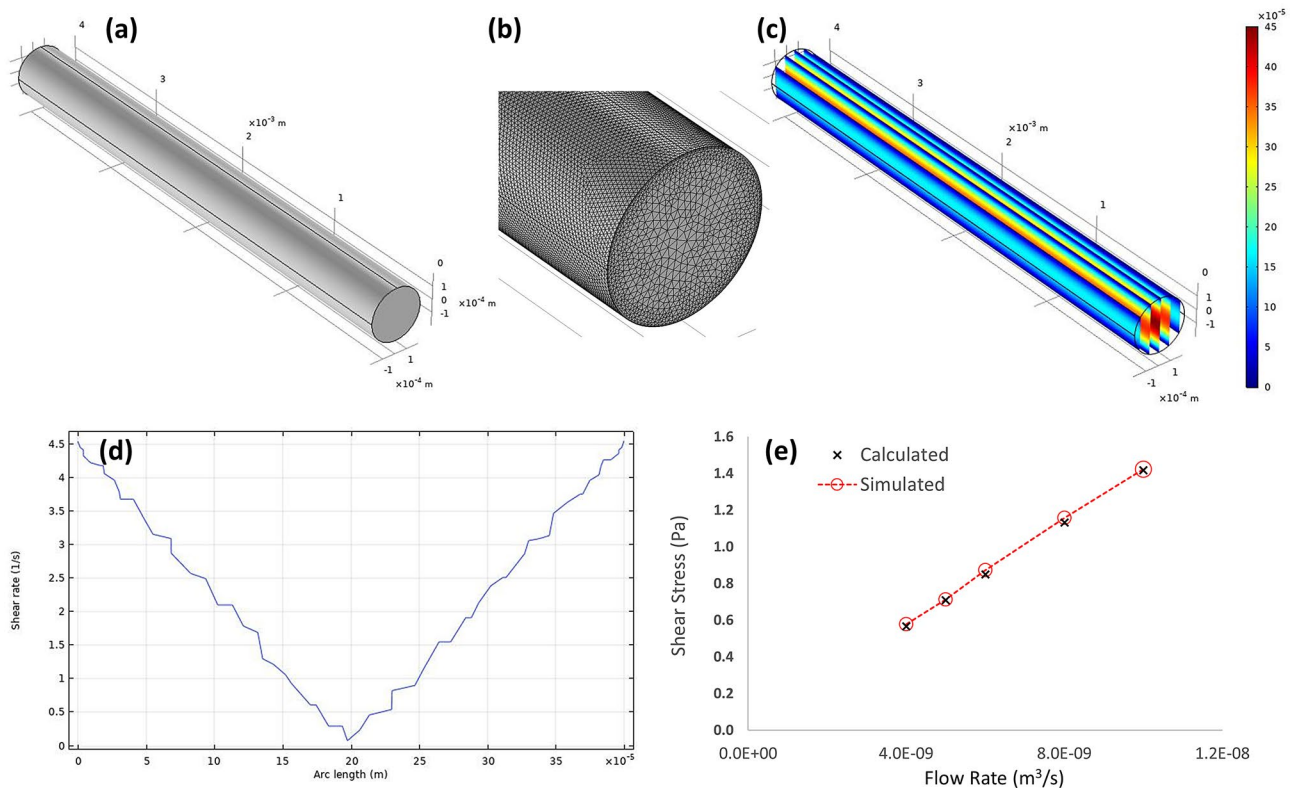 (a)
4
3
×10⁻³ m
2
1
0
1
0
-1
×10⁻⁴ m
1
-1
×10⁻⁴ m
(b)
(c)
4
3
×10⁻³ m
2
1
0
1
0
-1
1
-1
×10⁻⁴ m
×10⁻⁵
45
40
35
30
25
20
15
10
5
0
(d)
4.5
4
3.5
3
2.5
2
1.5
1
0.5
0
Shear rate (1/s)
0 5 10 15 20 25 30 35 ×10⁻⁵
Arc length (m)
(e)
× Calculated
Simulated
1.6
1.4
1.2
1.0
0.8
0.6
0.4
0.2
0.0
Shear Stress (Pa)
0.0E+00 4.0E-09 8.0E-09 1.2E-08
Flow Rate (m³/s)